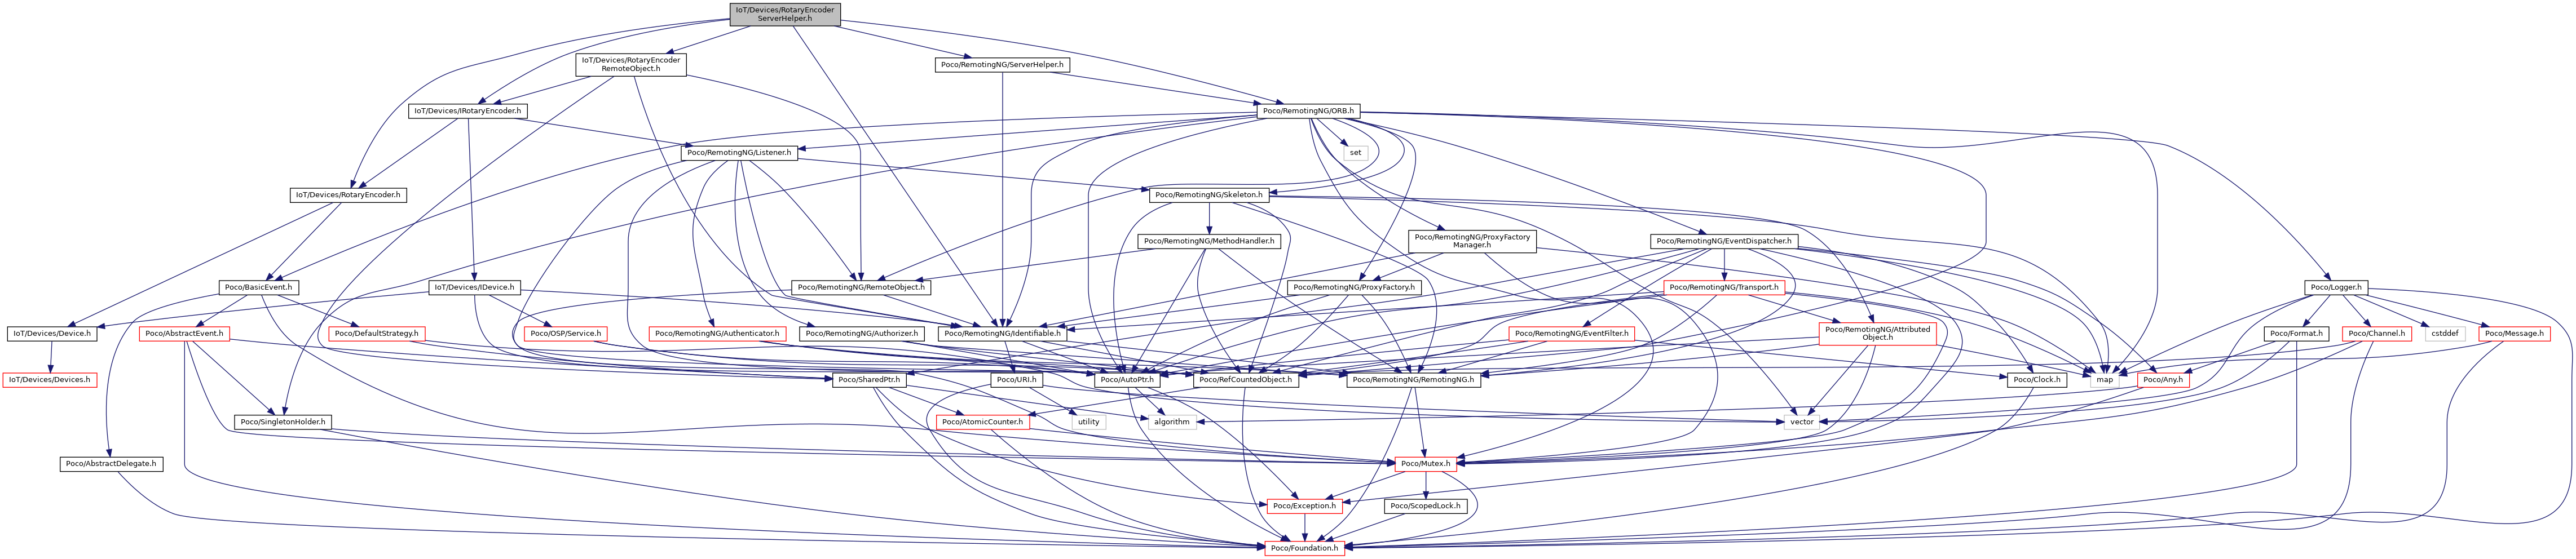 IoT/Devices/RotaryEncoder
ServerHelper.h
IoT/Devices/RotaryEncoder
RemoteObject.h
Poco/RemotingNG/ServerHelper.h
IoT/Devices/IRotaryEncoder.h
Poco/RemotingNG/ORB.h
Poco/RemotingNG/Listener.h
set
IoT/Devices/RotaryEncoder.h
Poco/RemotingNG/Skeleton.h
Poco/RemotingNG/MethodHandler.h
Poco/RemotingNG/ProxyFactory
Manager.h
Poco/RemotingNG/EventDispatcher.h
Poco/BasicEvent.h
IoT/Devices/IDevice.h
Poco/RemotingNG/RemoteObject.h
Poco/RemotingNG/ProxyFactory.h
Poco/RemotingNG/Transport.h
Poco/Logger.h
IoT/Devices/Device.h
Poco/AbstractEvent.h
Poco/DefaultStrategy.h
Poco/OSP/Service.h
Poco/RemotingNG/Authenticator.h
Poco/RemotingNG/Authorizer.h
Poco/RemotingNG/Identifiable.h
Poco/RemotingNG/EventFilter.h
Poco/RemotingNG/Attributed
Object.h
Poco/Format.h
Poco/Channel.h
cstddef
Poco/Message.h
IoT/Devices/Devices.h
Poco/SharedPtr.h
Poco/URI.h
Poco/AutoPtr.h
Poco/RefCountedObject.h
Poco/RemotingNG/RemotingNG.h
Poco/Clock.h
map
Poco/Any.h
Poco/SingletonHolder.h
Poco/AtomicCounter.h
utility
algorithm
vector
Poco/AbstractDelegate.h
Poco/Mutex.h
Poco/Exception.h
Poco/ScopedLock.h
Poco/Foundation.h